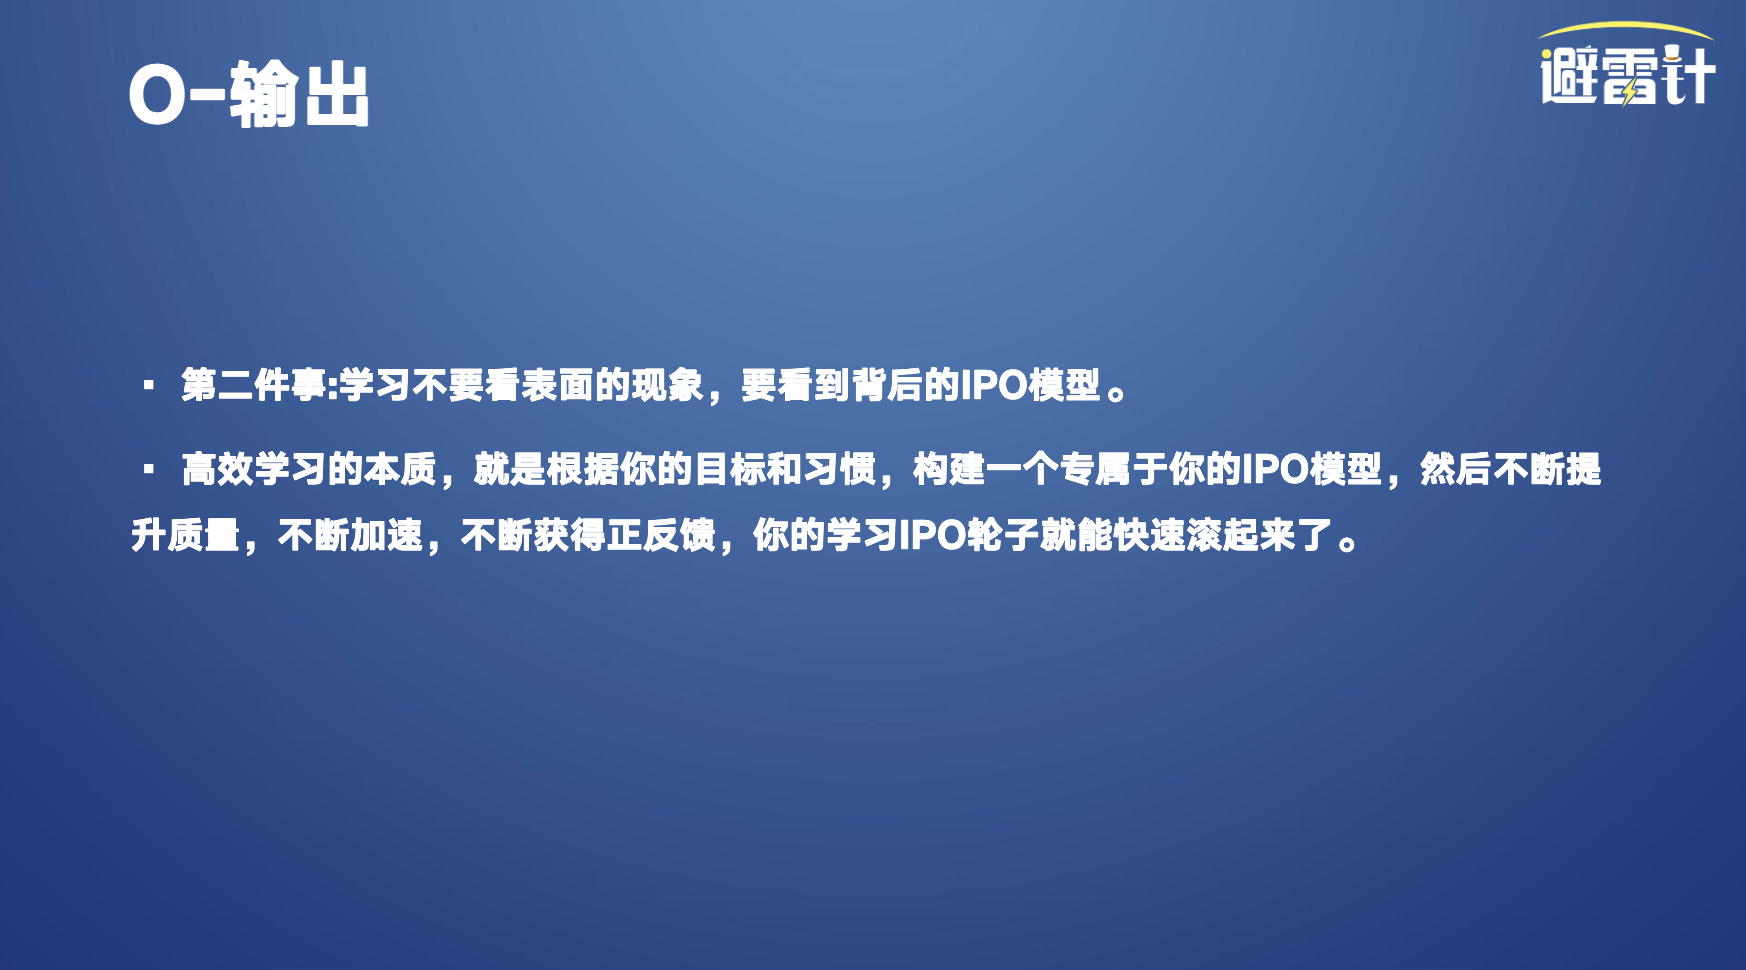 O-输出
避雷计
▪ 第二件事:学习不要看表面的现象，要看到背后的IPO模型。
▪ 高效学习的本质，就是根据你的目标和习惯，构建一个专属于你的IPO模型，然后不断提
升质量，不断加速，不断获得正反馈，你的学习IPO轮子就能快速滚起来了。